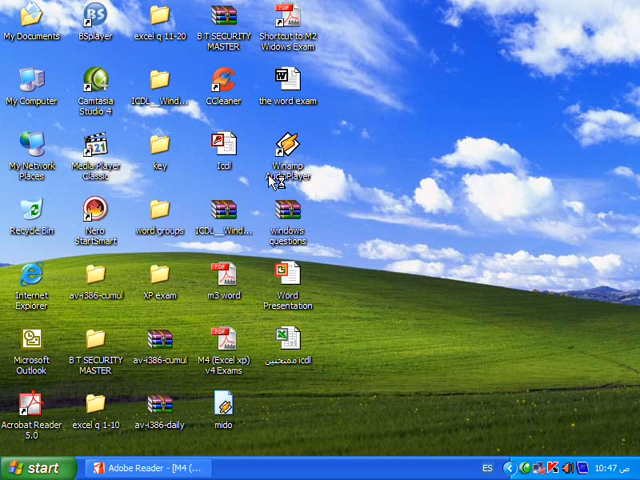 My Documents
BSplayer
excel q 11-20
B T SECURITY
MASTER
Shortcut to M2
Widows Exam
My Computer
Camtasia
Studio 4
ICDL__Wind...
CCleaner
the word exam
My Network
Places
Media Player
Classic
key
Icdl
Winamp
Recycle Bin
Nero
StartSmart
word groups
ICDL__Wind...
windows
questions
Internet
Explorer
av-i386-cumul
XP exam
m3 word
Word
Presentation
Microsoft
Outlook
B T SECURITY
MASTER
av-i386-cumul
M4 (Excel xp)
v4 Exams
ممتحنين icdl
Acrobat Reader
5.0
excel q 1-10
av-i386-daily
mido
start
Adobe Reader - [M4 (...
ES
10:47 ص